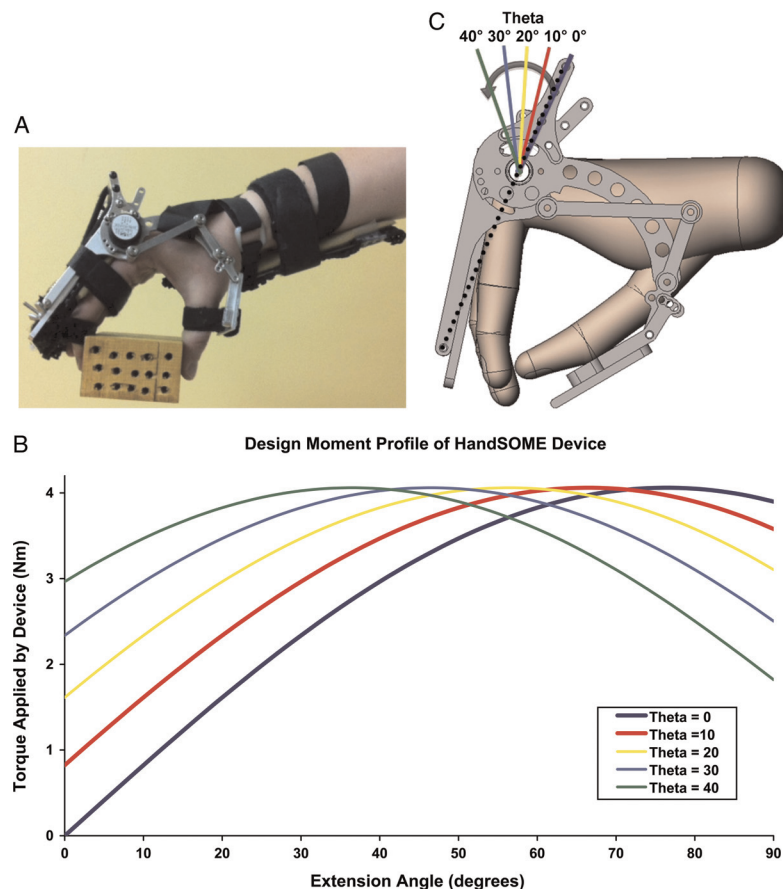 A
C
Theta
40° 30° 20° 10° 0°
B
Design Moment Profile of HandSOME Device
Torque Applied by Device (Nm)
4
3
2
1
0
0 10 20 30 40 50 60 70 80 90
Extension Angle (degrees)
Theta = 0
Theta =10
Theta = 20
Theta = 30
Theta = 40